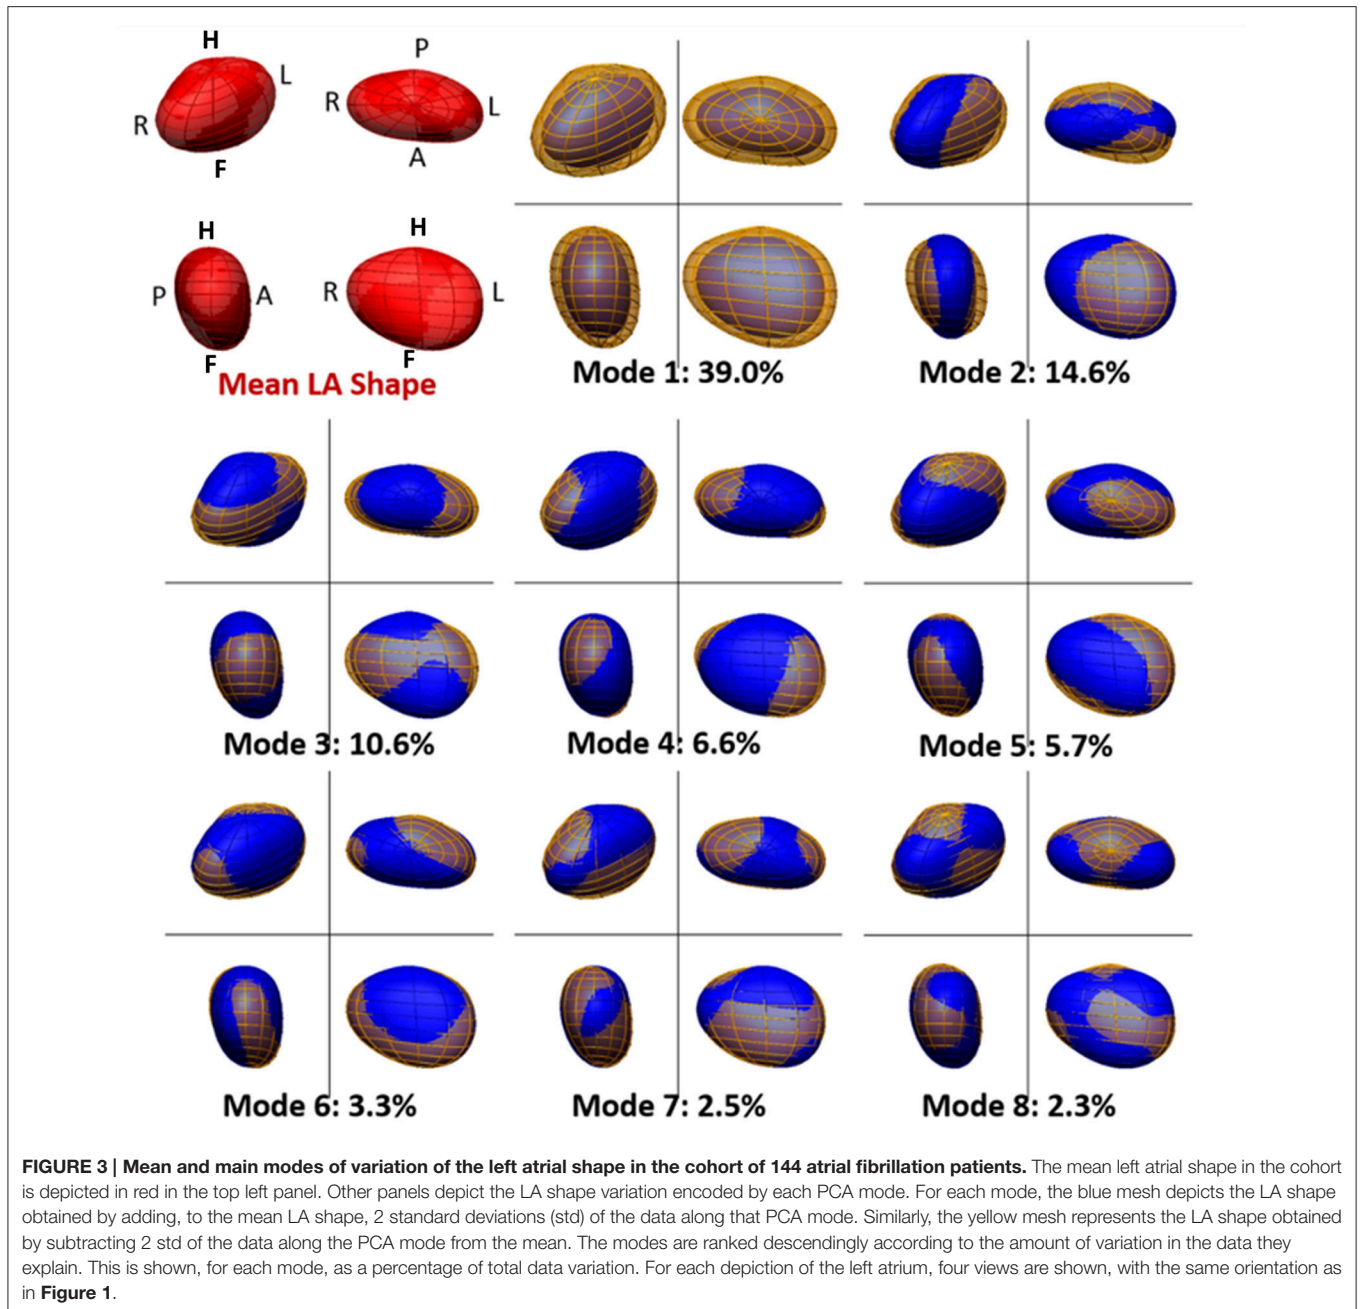 H
P
L
R
R
L
A
F
H
H
P
A
R
L
F
F
Mean LA Shape
Mode 1: 39.0%
Mode 2: 14.6%
Mode 3: 10.6%
Mode 4: 6.6%
Mode 5: 5.7%
Mode 6: 3.3%
Mode 7: 2.5%
Mode 8: 2.3%
FIGURE 3 | Mean and main modes of variation of the left atrial shape in the cohort of 144 atrial fibrillation patients. The mean left atrial shape in the cohort
is depicted in red in the top left panel. Other panels depict the LA shape variation encoded by each PCA mode. For each mode, the blue mesh depicts the LA shape
obtained by adding, to the mean LA shape, 2 standard deviations (std) of the data along that PCA mode. Similarly, the yellow mesh represents the LA shape obtained
by subtracting 2 std of the data along the PCA mode from the mean. The modes are ranked descendingly according to the amount of variation in the data they
explain. This is shown, for each mode, as a percentage of total data variation. For each depiction of the left atrium, four views are shown, with the same orientation as
in Figure 1.